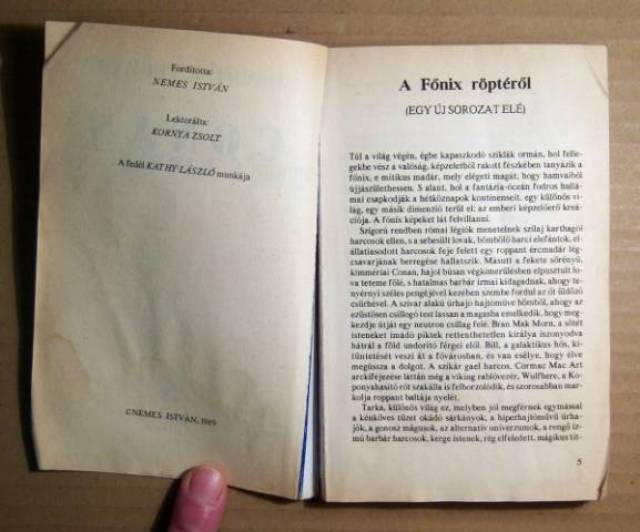 Fordította:
NEMES ISTVÁN
Lektorálta:
KORNYA ZSOLT
A fedél KATHY LÁSZLÓ munkája
©NEMES ISTVÁN, 1989
A Főnix röptéről
(EGY ÚJ SOROZAT ELÉ)
Túl a világ végén, égbe kapaszkodó sziklák ormán, hol felle-
gekbe vész a valóság, képzeletből rakott fészkében tanyázik a
főnix, e mitikus madár, mely elégeti magát, hogy hamvaiból
újjászülethessen. S alant, hol a fantázia-óceán fodros hullá-
mai csapkodják a hétköznapok kontinenseit, egy különös vi-
lág, egy másik dimenzió terül el: az emberi képzelőerő kreá-
ciója. A főnix képeket lát felvillanni.
Szigorú rendben római légiók menetelnek szilaj karthagói
harcosok ellen, s a sebesült lovak, bömbölő harci elefántok, el-
állatiasodott harcosok feje felett egy roppant ércmadár lég-
csavarjának berregése hallatszik. Másutt a fekete sörényű,
kimmériai Conan, hajol búsan végkimerülésben elpusztult lo-
va teteme fölé, s hatalmas barbár izmai kidagadnak, ahogy te-
nyérnyi széles pengéjével kezében szembe fordul az őt üldöző
csürhével. A szivar alakú űrhajó hajtóműve bömböl, ahogy az
ezüstösen csillogó test lassan a magasba emelkedik, hogy meg-
kezdje útját egy neutron csillag felé. Bran Mak Morn, a sötét
isteneket imádó piktek rettenthetetlen királya iszonyodva
hátrál a föld undorító férgei elől. Bill, a galaktikus hős, ki-
tüntetését veszi át a fővárosban, és van esélye, hogy élve
megússza a dolgot. A szikár gael harcos. Cormac Mac Art
arckifejezése láttán még a viking rablóvezér, Wulfhere, a Ko-
ponyahasító rőt szakálla is felborzolódik, és szorosabban mar-
kolja roppant baltája nyelét.
Tarka, különös világ ez, melyben jól megférnek egymással
a kénköves tüzet okádó sárkányok, a hiperhajtóművű űrha-
jók, a gonosz mágusok, az alternatív univerzumok, a rengő iz-
mú barbár harcosok, kerge istenek, rég elfeledett, mágikus tit-
5